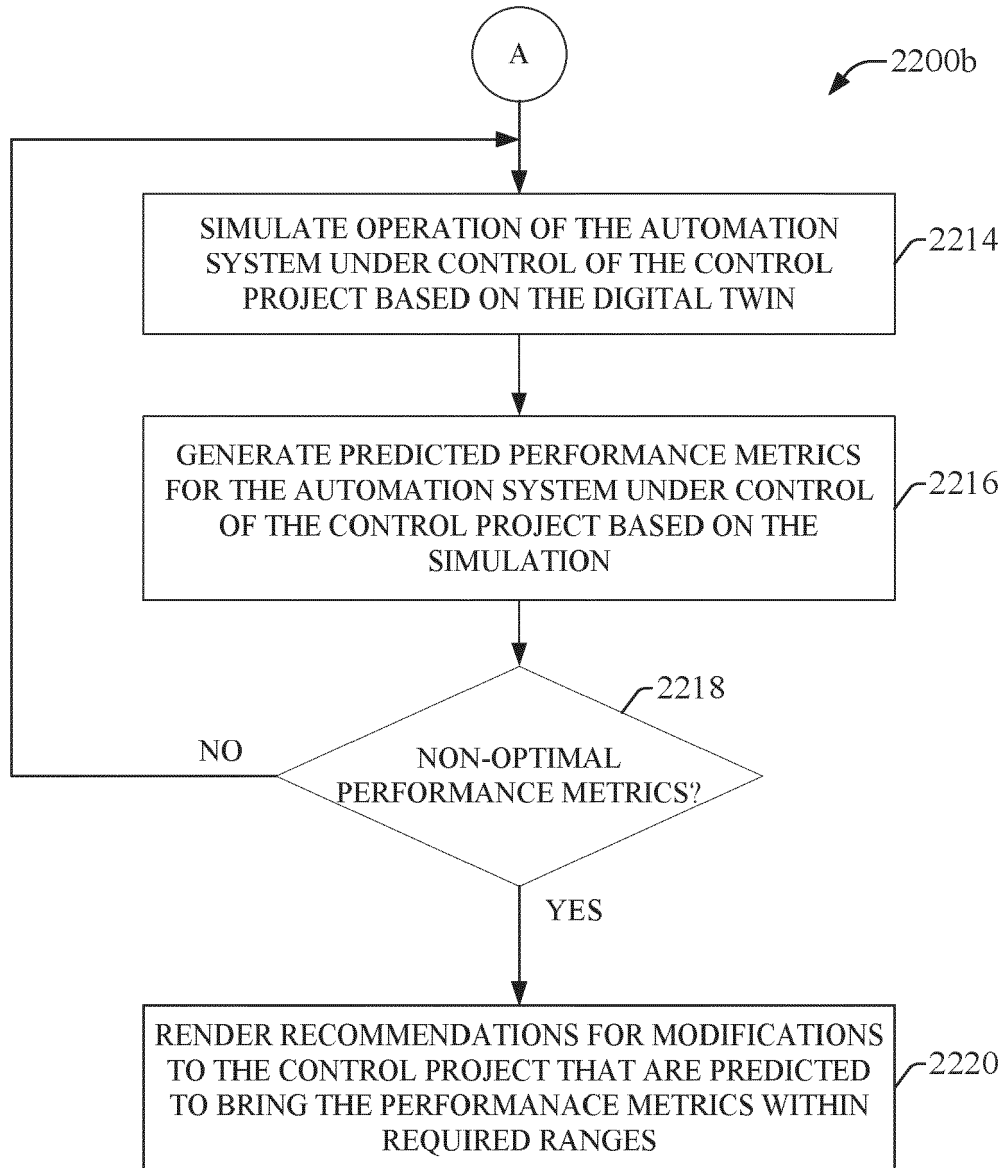 A
2200b
SIMULATE OPERATION OF THE AUTOMATION
SYSTEM UNDER CONTROL OF THE CONTROL
PROJECT BASED ON THE DIGITAL TWIN
2214
GENERATE PREDICTED PERFORMANCE METRICS
FOR THE AUTOMATION SYSTEM UNDER CONTROL
OF THE CONTROL PROJECT BASED ON THE
SIMULATION
2216
2218
NO
NON-OPTIMAL
PERFORMANCE METRICS?
YES
RENDER RECOMMENDATIONS FOR MODIFICATIONS
TO THE CONTROL PROJECT THAT ARE PREDICTED
TO BRING THE PERFORMANACE METRICS WITHIN
REQUIRED RANGES
2220